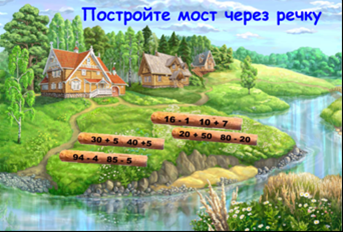 Постройте мост через речку
16 - 1 10 + 7
20 + 50 80 - 20
30 + 5 40 +5
94 - 4 85 - 5